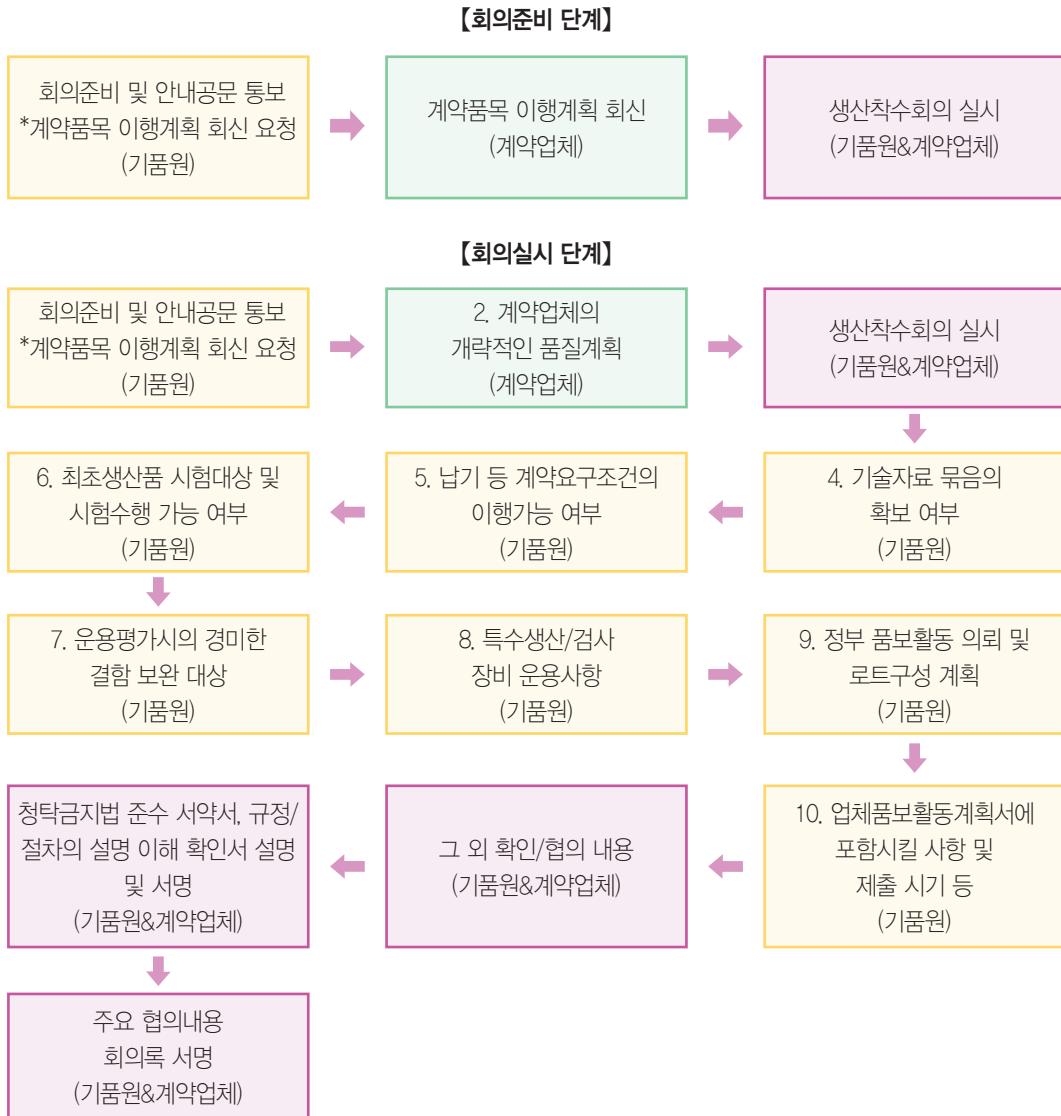 【회의준비 단계】
회의준비 및 안내공문 통보
*계약품목 이행계획 회신 요청
(기품원)
계약품목 이행계획 회신
(계약업체)
생산착수회의 실시
(기품원&계약업체)
【회의실시 단계】
회의준비 및 안내공문 통보
*계약품목 이행계획 회신 요청
(기품원)
2. 계약업체의
개략적인 품질계획
(계약업체)
생산착수회의 실시
(기품원&계약업체)
4. 기술자료 묶음의
확보 여부
(기품원)
5. 납기 등 계약요구조건의
이행가능 여부
(기품원)
6. 최초생산품 시험대상 및
시험수행 가능 여부
(기품원)
7. 운용평가시의 경미한
결함 보완 대상
(기품원)
8. 특수생산/검사
장비 운용사항
(기품원)
9. 정부 품보활동 의뢰 및
로트구성 계획
(기품원)
10. 업체품보활동계획서에
포함시킬 사항 및
제출 시기 등
(기품원)
그 외 확인/협의 내용
(기품원&계약업체)
청탁금지법 준수 서약서, 규정/
절차의 설명 이해 확인서 설명
및 서명
(기품원&계약업체)
주요 협의내용
회의록 서명
(기품원&계약업체)